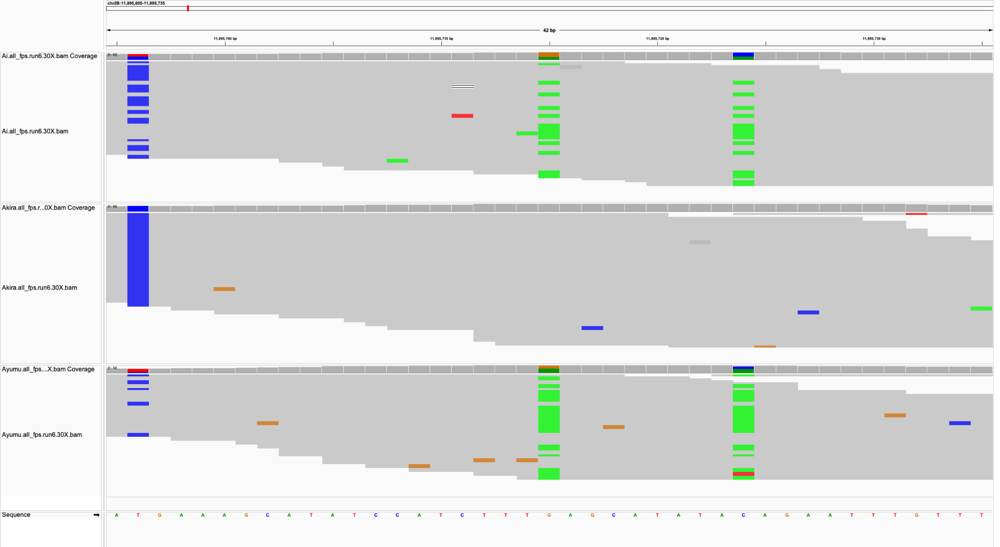 chr2B:11,895,695-11,895,735
42 bp
11,895,700 bp 11,895,710 bp 11,895,720 bp 11,895,730 bp
Ai.all_fps.run6.30X.bam Coverage
[0 - 63]
Ai.all_fps.run6.30X.bam
Akira.all_fps.r...0X.bam Coverage
[0 - 68]
Akira.all_fps.run6.30X.bam
Ayumu.all_fps....X.bam Coverage
[0 - 54]
Ayumu.all_fps.run6.30X.bam
Sequence A T G A A A G C A T A T C C A T C T T T G A G C A T A T A C A G A A T T T G T T T